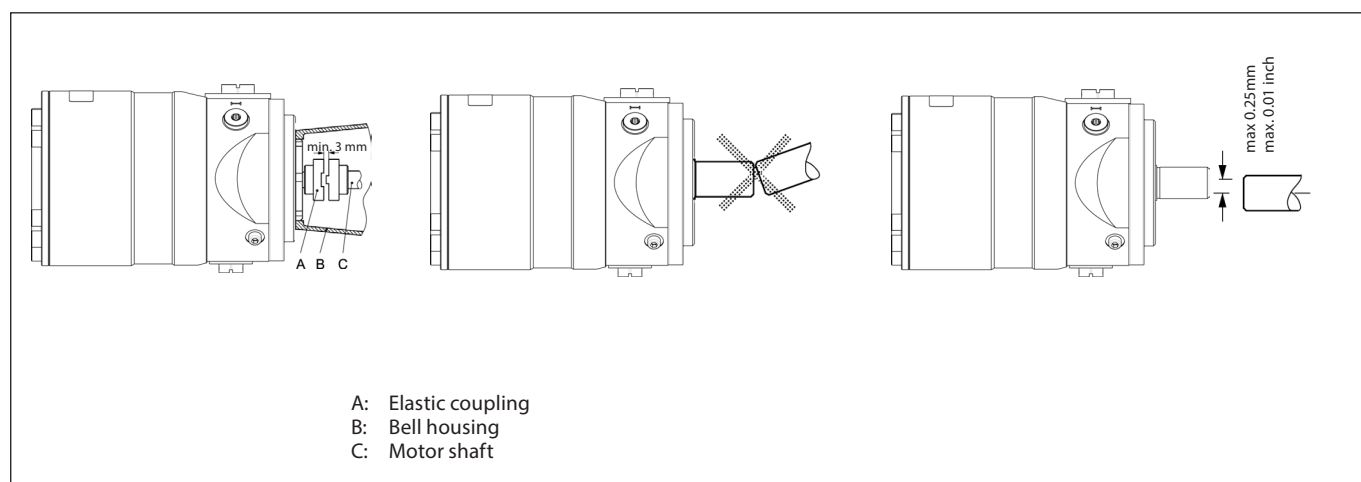 min. 3 mm
A B C
max 0.25mm
max. 0.01 inch
A: Elastic coupling
B: Bell housing
C: Motor shaft